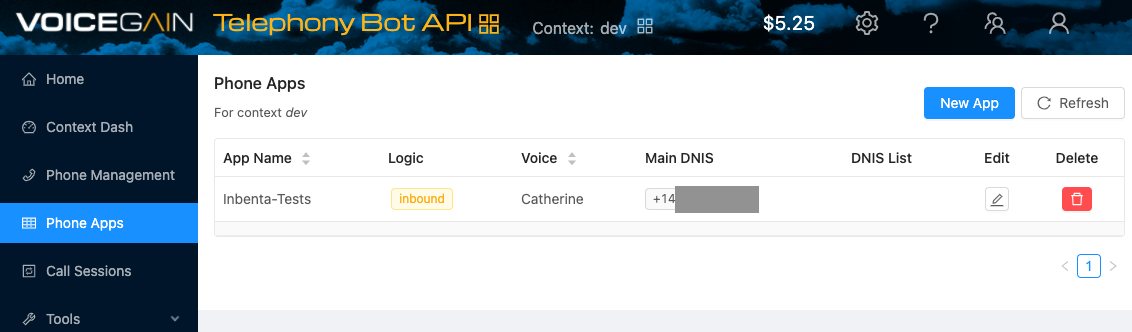 VOICEGAIN Telephony Bot API Context: dev $5.25
Home
Context Dash
Phone Management
Phone Apps
Call Sessions
Tools
Phone Apps
For context dev
New App
Refresh
App Name Logic Voice Main DNIS DNIS List Edit Delete
Inbenta-Tests inbound Catherine +14
1